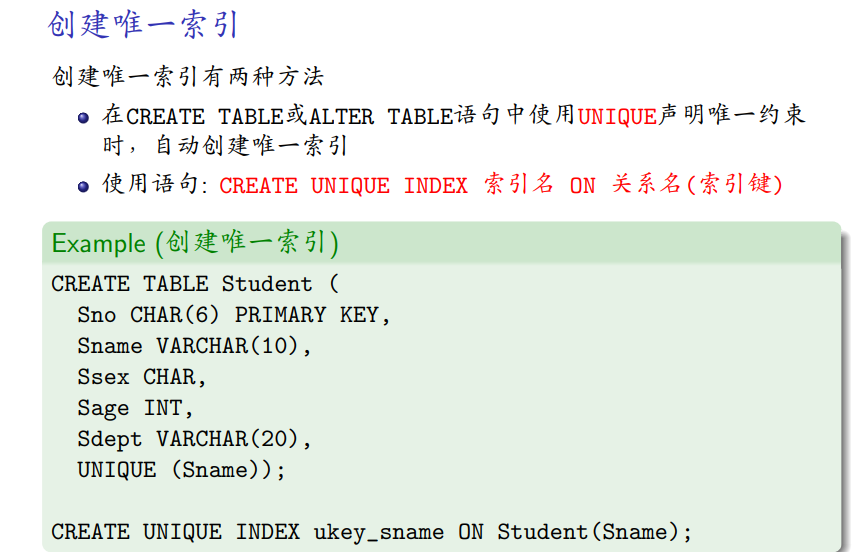 创建唯一索引
创建唯一索引有两种方法
在CREATE TABLE或ALTER TABLE语句中使用UNIQUE声明唯一约束
时，自动创建唯一索引
使用语句: CREATE UNIQUE INDEX 索引名 ON 关系名(索引键)
Example (创建唯一索引)
CREATE TABLE Student (
Sno CHAR(6) PRIMARY KEY,
Sname VARCHAR(10),
Ssex CHAR,
Sage INT,
Sdept VARCHAR(20),
UNIQUE (Sname));
CREATE UNIQUE INDEX ukey_sname ON Student(Sname);